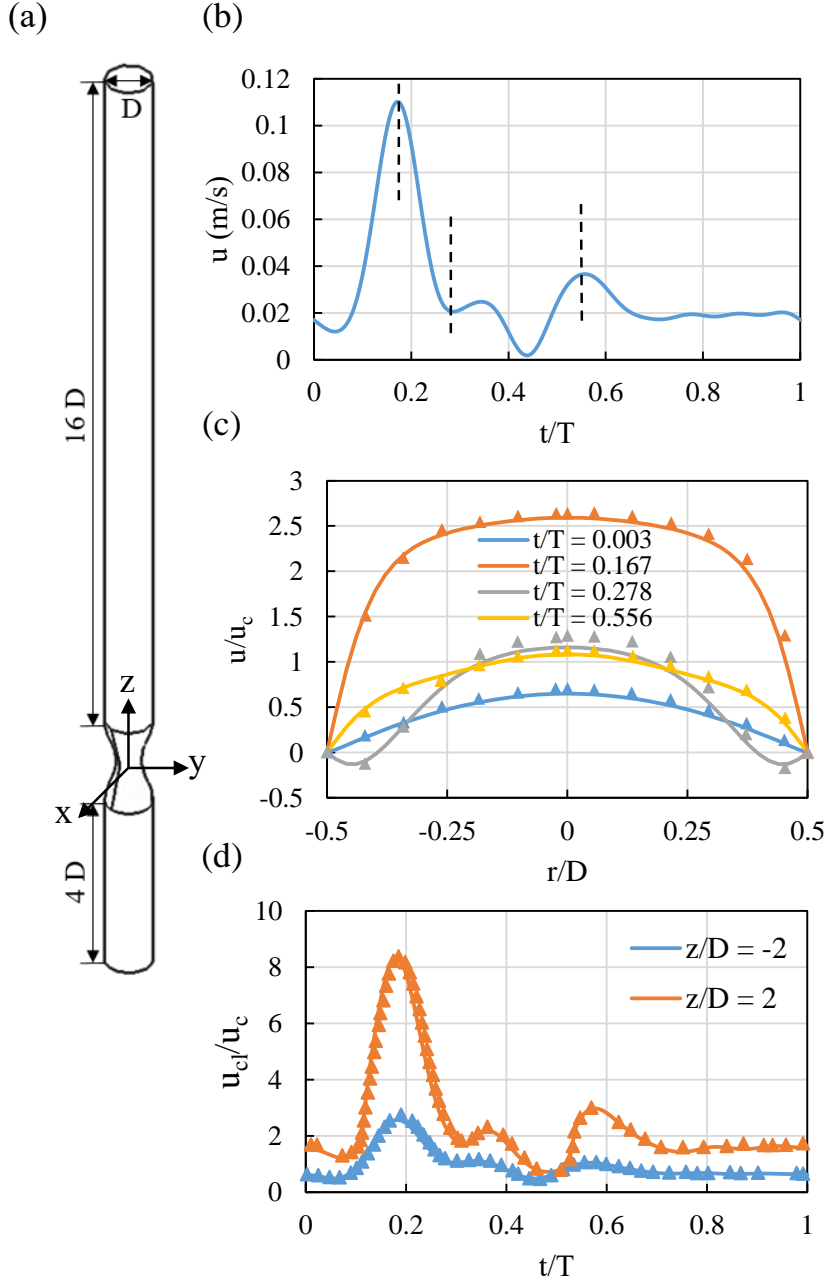 (a)
D
16 D
z
y
x
4 D
(b)
0.12
0.1
0.08
0.06
0.04
0.02
0
u (m/s)
0 0.2 0.4 0.6 0.8 1
t/T
(c)
3
2.5
2
1.5
1
0.5
0
-0.5
u/uc
t/T = 0.003
t/T = 0.167
t/T = 0.278
t/T = 0.556
-0.5 -0.25 0 0.25 0.5
r/D
(d)
10
8
6
4
2
0
ucl/uc
z/D = -2
z/D = 2
0 0.2 0.4 0.6 0.8 1
t/T